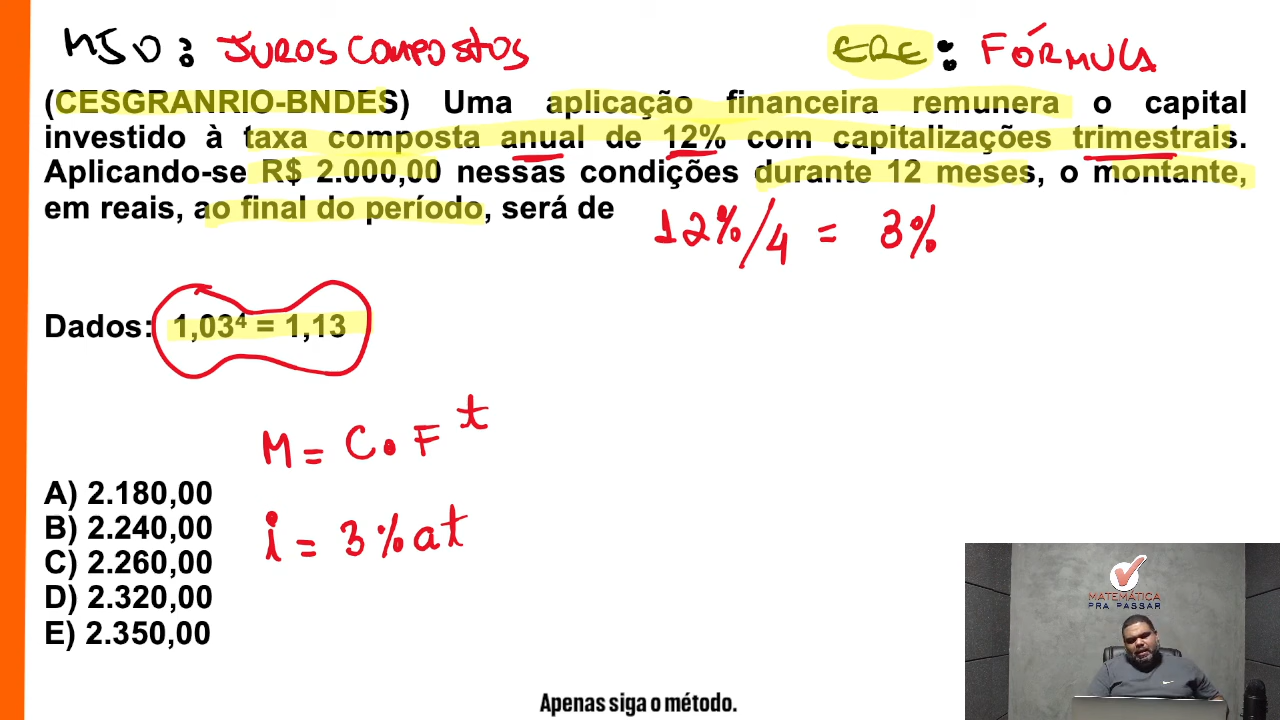 MJO: JUROS COMPOSTOS
ERE: FÓRMULA
(CESGRANRIO-BNDES) Uma aplicação financeira remunera o capital
investido à taxa composta anual de 12% com capitalizações trimestrais.
Aplicando-se R$ 2.000,00 nessas condições durante 12 meses, o montante,
em reais, ao final do período, será de
12%/4 = 3%
Dados: 1,03⁴ = 1,13
M = C.F^t
A) 2.180,00
B) 2.240,00
i = 3% at
C) 2.260,00
D) 2.320,00
E) 2.350,00
MATEMÁTICA
PRA PASSAR
Apenas siga o método.